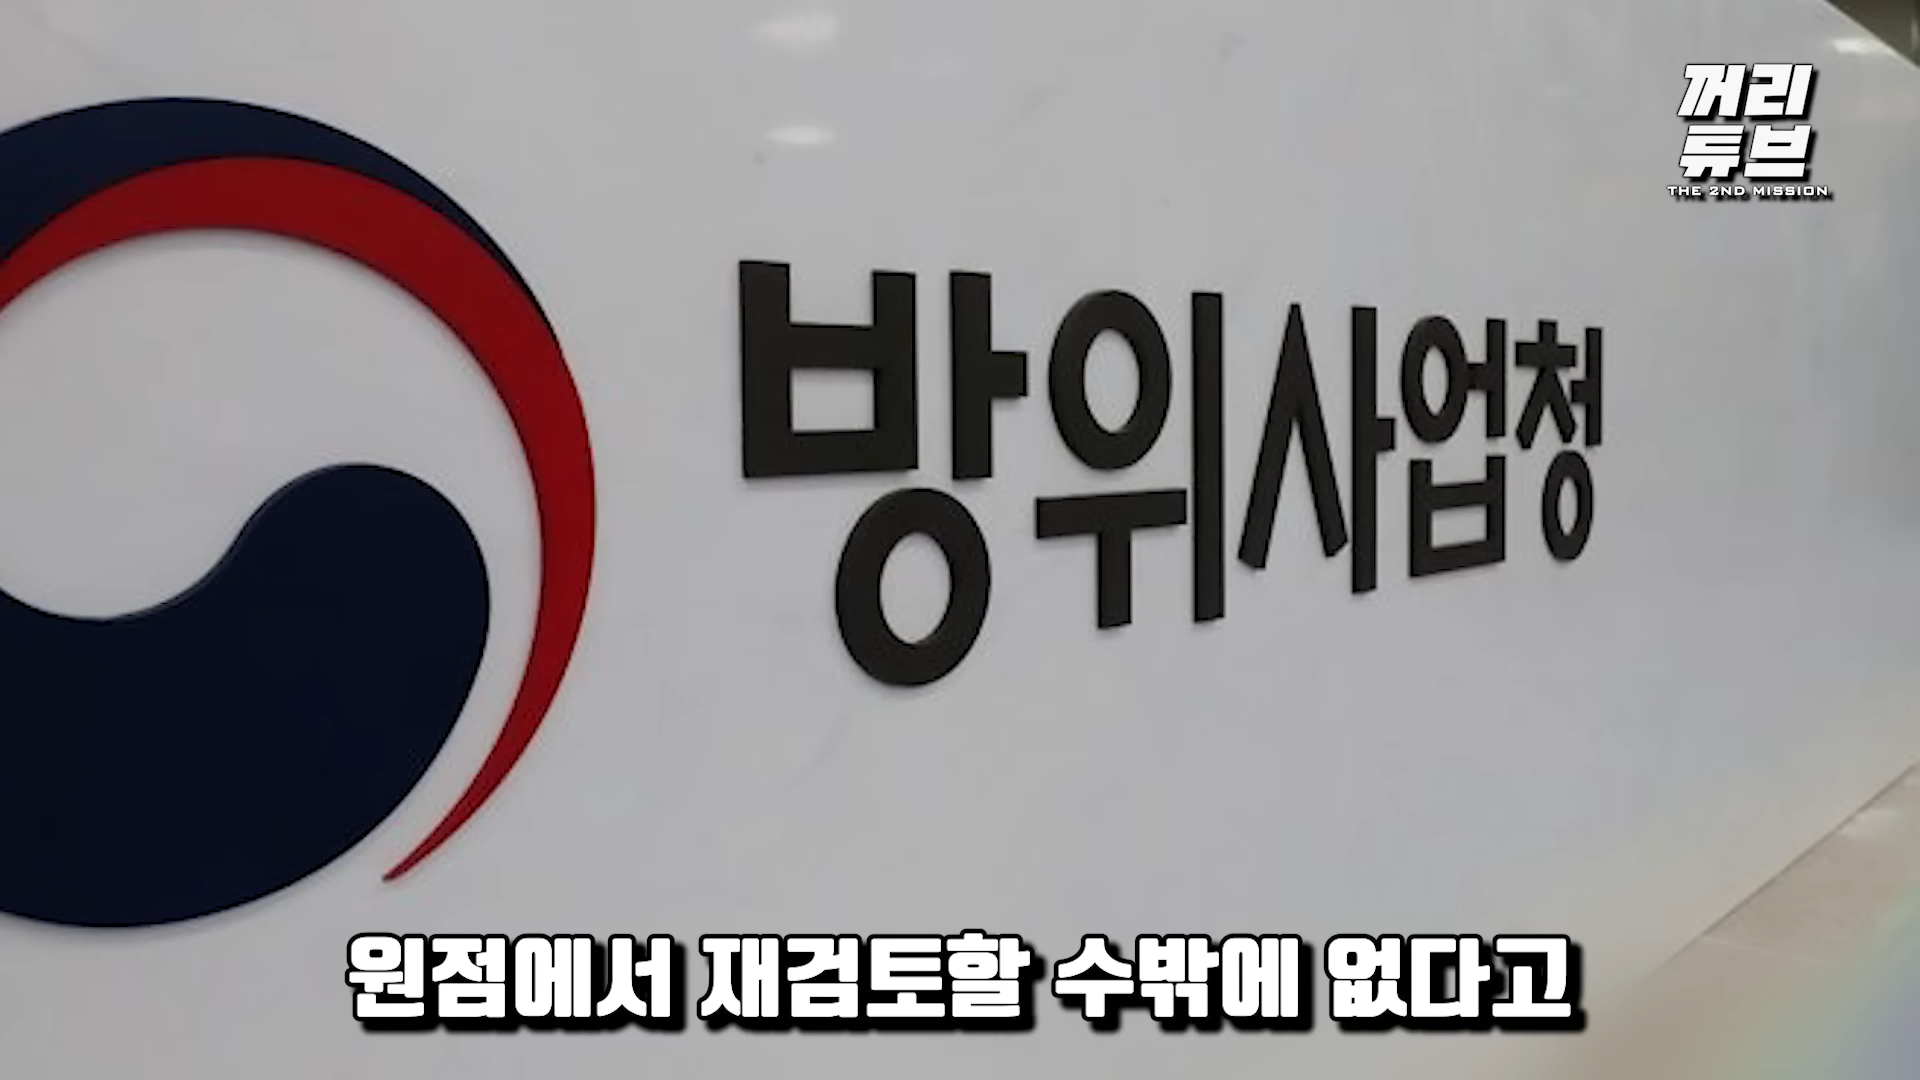 꺼리
튜브
THE 2ND MISSION
방위사업청
원점에서 재검토할 수밖에 없다고